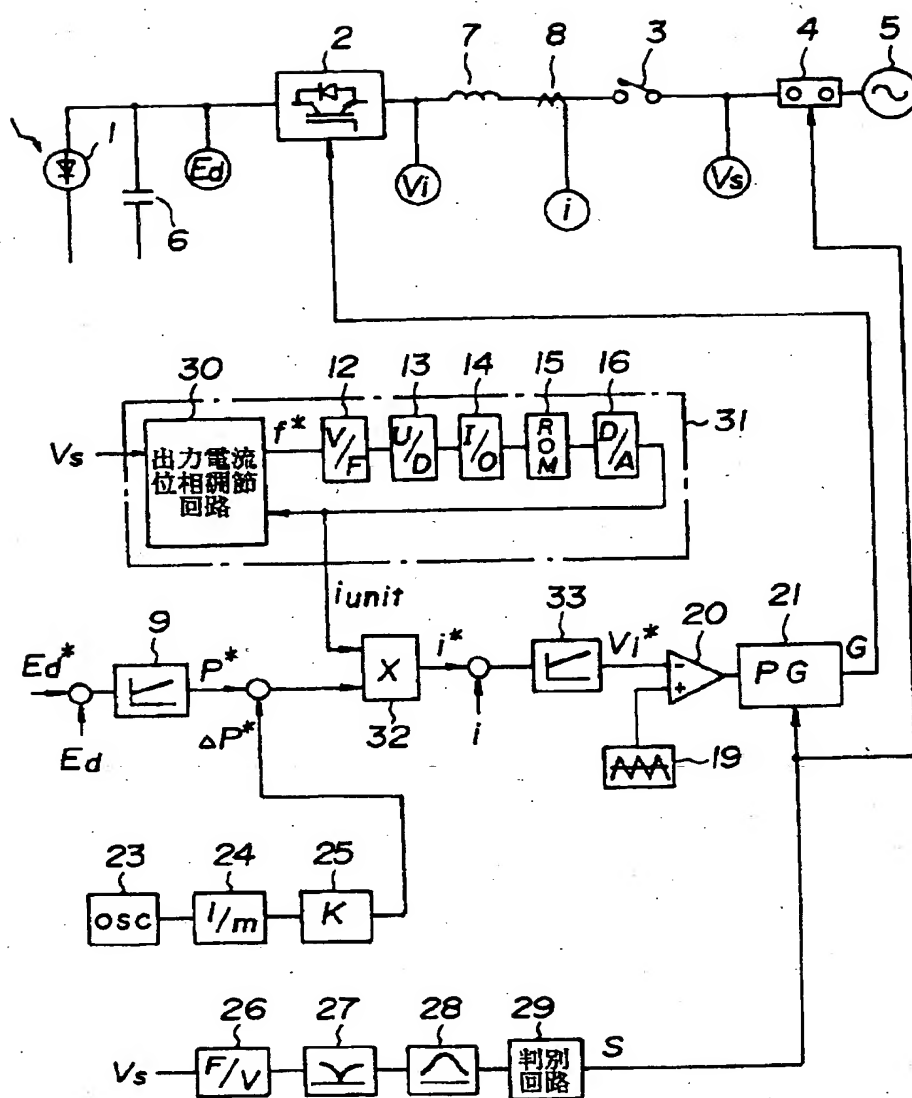 2
7
8
3
4
5
1
Ed
Vi
i
Vs
6
30
12
13
14
15
16
f*
31
Vs
出力電流
位相調節
回路
V/F
U/D
I/O
ROM
D/A
i unit
33
20
21
9
Ed*
P*
i*
Vi*
G
X
-
+
PG
32
ΔP*
Ed
i
19
23
24
25
osc
1/m
K
26
27
28
29
S
Vs
F/V
判別
回路